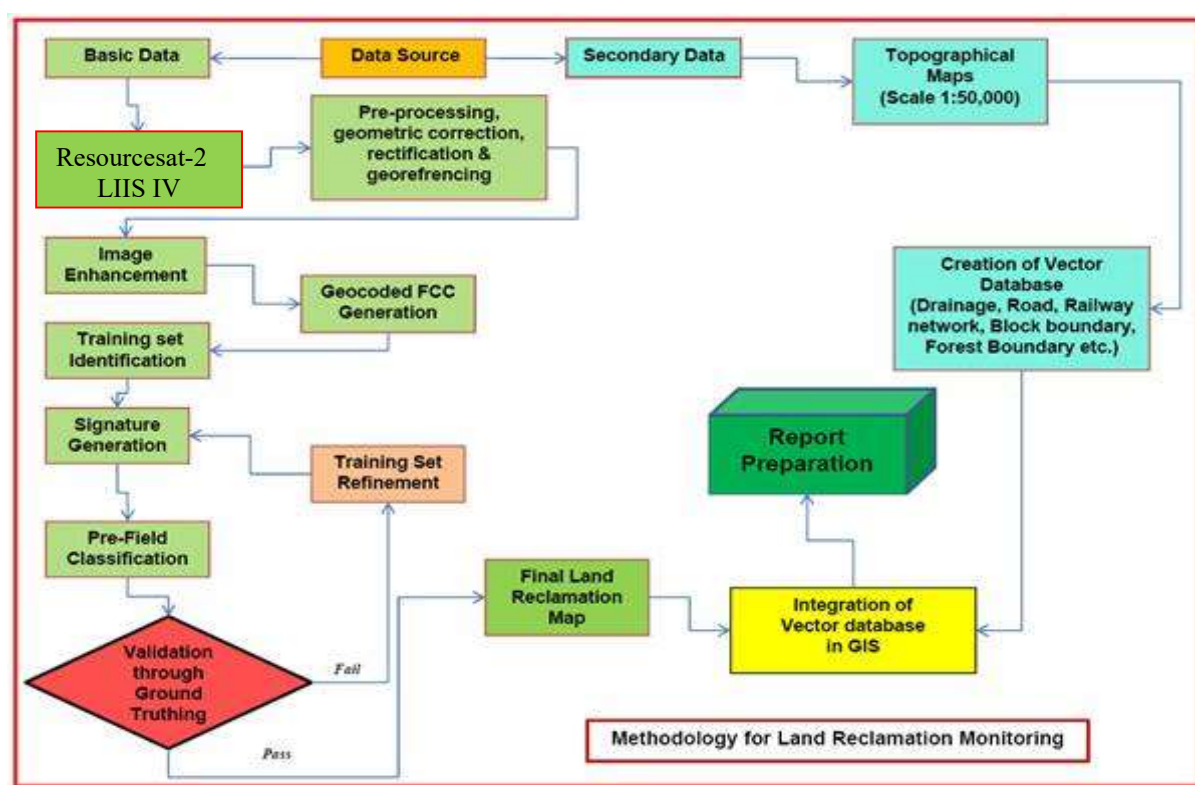 Basic Data
Data Source
Secondary Data
Topographical
Maps
(Scale 1:50,000)
Resourcesat-2
LIIS IV
Pre-processing,
geometric correction,
rectification &
georefrencing
Image
Enhancement
Geocoded FCC
Generation
Creation of Vector
Database
(Drainage, Road, Railway
network, Block boundary,
Forest Boundary etc.)
Training set
Identification
Signature
Generation
Training Set
Refinement
Report
Preparation
Pre-Field
Classification
Final Land
Reclamation
Map
Integration of
Vector database
in GIS
Validation
through
Ground
Truthing
Fail
Pass
Methodology for Land Reclamation Monitoring